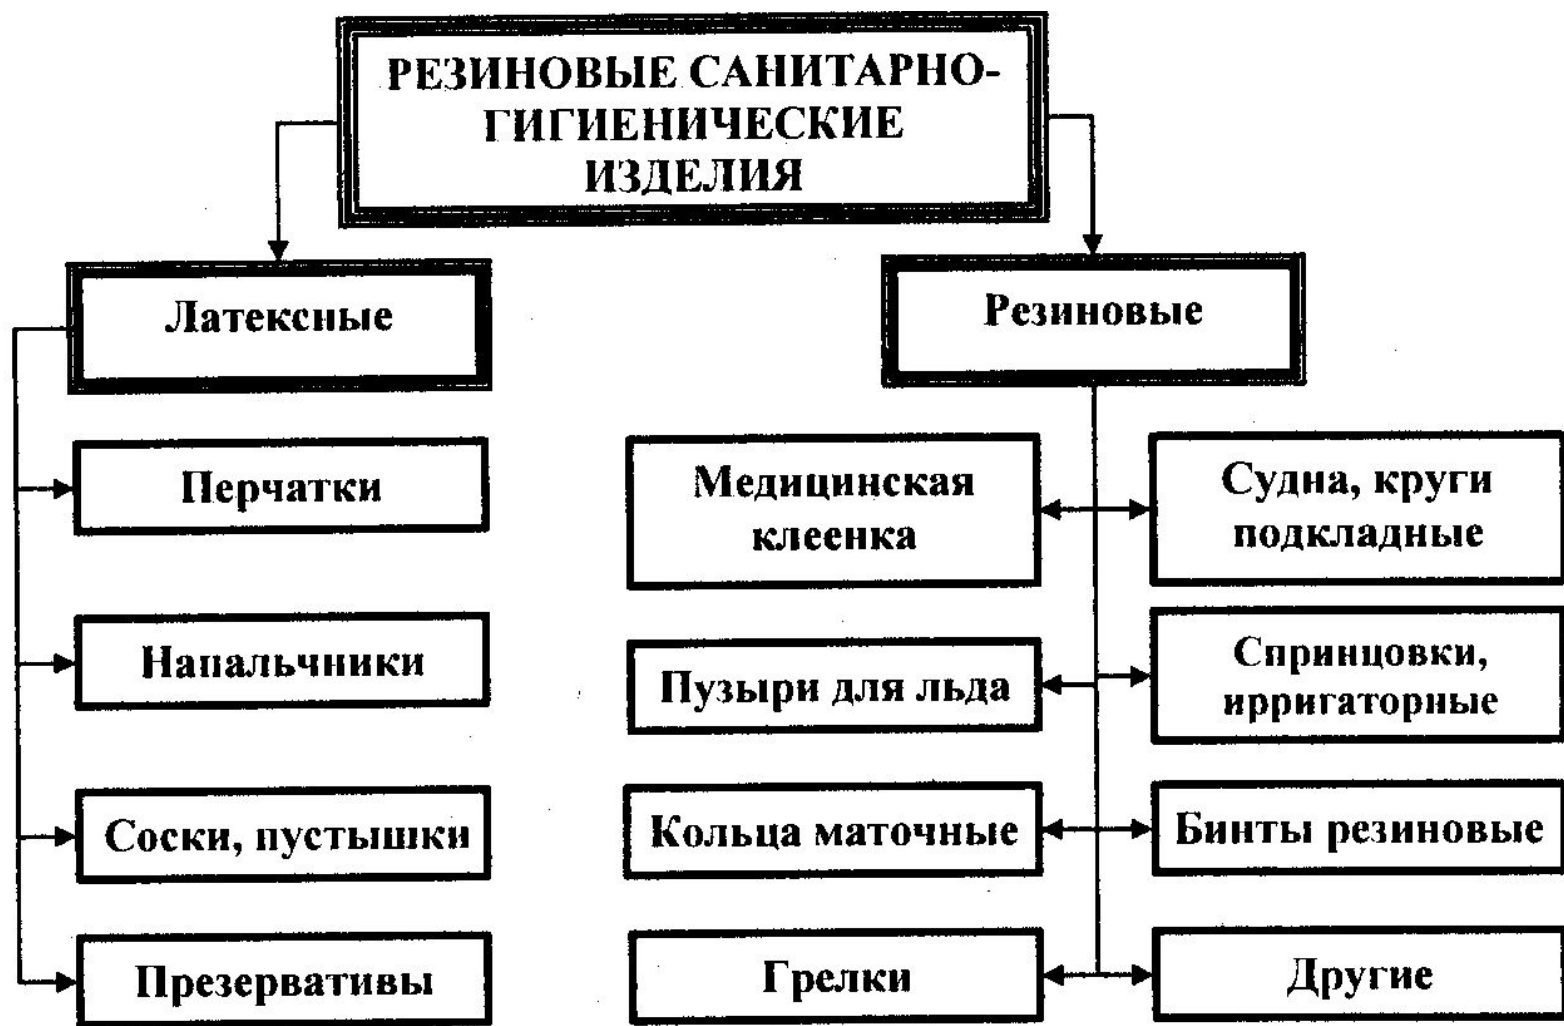 РЕЗИНОВЫЕ САНИТАРНО-
ГИГИЕНИЧЕСКИЕ
ИЗДЕЛИЯ
Латексные
Резиновые
Перчатки
Напальчники
Соски, пустышки
Презервативы
Медицинская
клеенка
Пузыри для льда
Кольца маточные
Грелки
Судна, круги
подкладные
Спринцовки,
ирригаторные
Бинты резиновые
Другие